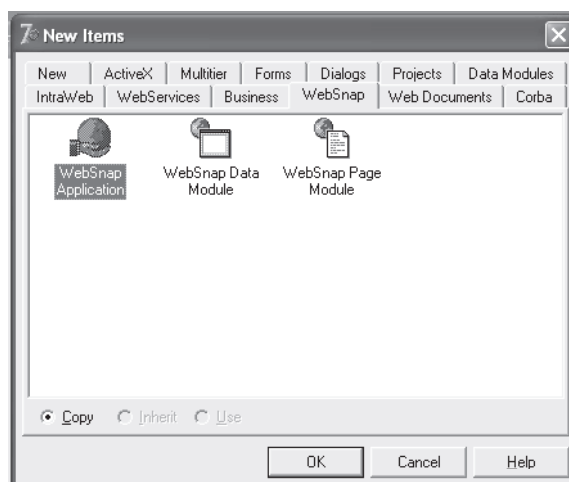 7 New Items
New ActiveX Multitier Forms Dialogs Projects Data Modules
IntraWeb WebServices Business WebSnap Web Documents Corba
WebSnap Application
WebSnap Data Module
WebSnap Page Module
Copy Inherit Use
OK Cancel Help